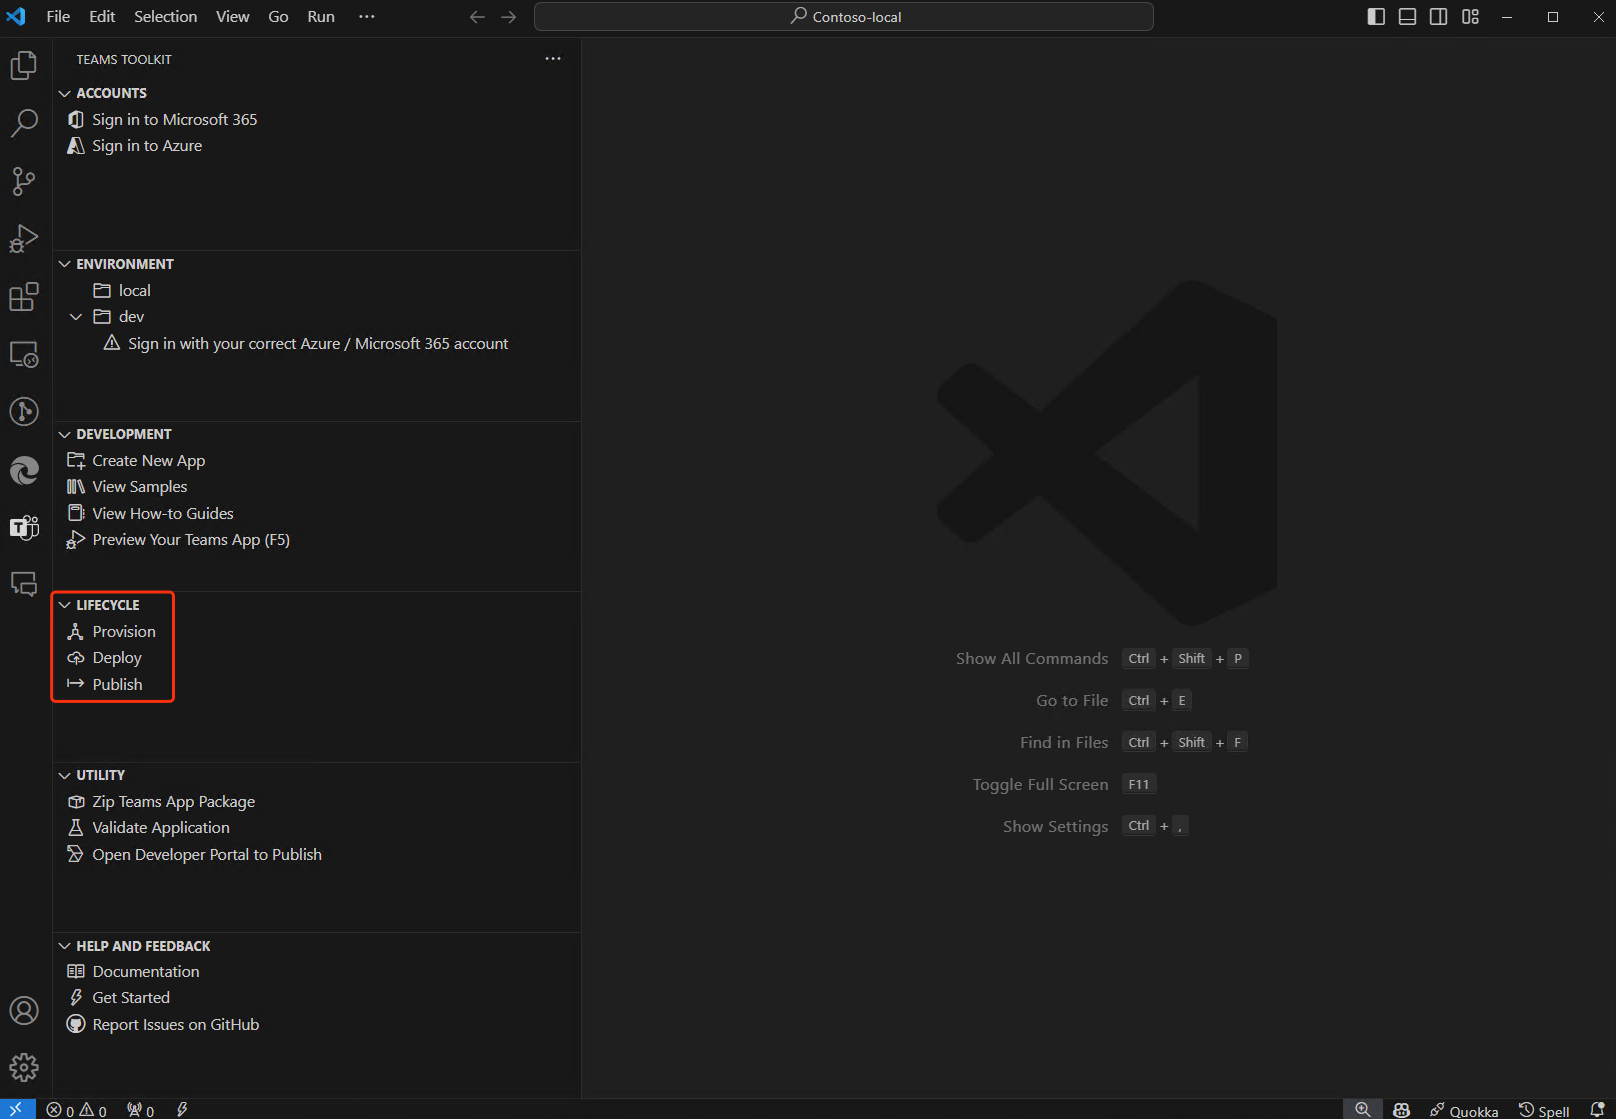 File Edit Selection View Go Run ···
Contoso-local
TEAMS TOOLKIT ···
ACCOUNTS
Sign in to Microsoft 365
Sign in to Azure
ENVIRONMENT
local
dev
Sign in with your correct Azure / Microsoft 365 account
DEVELOPMENT
Create New App
View Samples
View How-to Guides
Preview Your Teams App (F5)
LIFECYCLE
Provision
Deploy
Publish
UTILITY
Zip Teams App Package
Validate Application
Open Developer Portal to Publish
HELP AND FEEDBACK
Documentation
Get Started
Report Issues on GitHub
Show All Commands Ctrl + Shift + P
Go to File Ctrl + E
Find in Files Ctrl + Shift + F
Toggle Full Screen F11
Show Settings Ctrl + ,
0 0 0 Quokka Spell